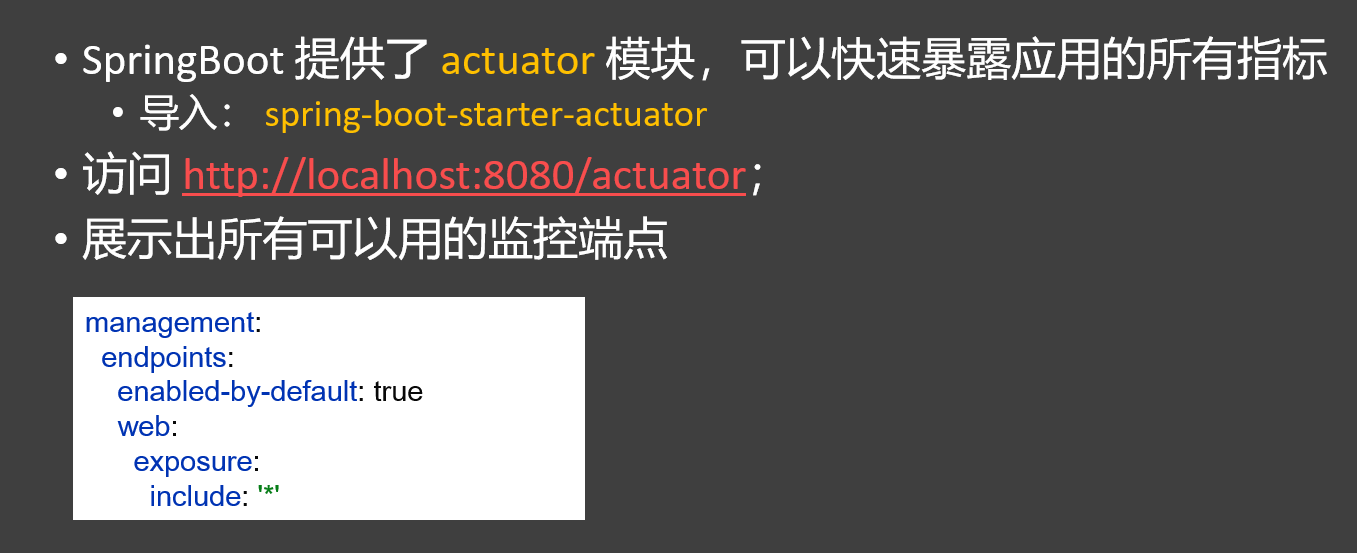 • SpringBoot 提供了 actuator 模块，可以快速暴露应用的所有指标
• 导入： spring-boot-starter-actuator
• 访问 http://localhost:8080/actuator；
• 展示出所有可以用的监控端点
management:
  endpoints:
    enabled-by-default: true
    web:
      exposure:
        include: '*'